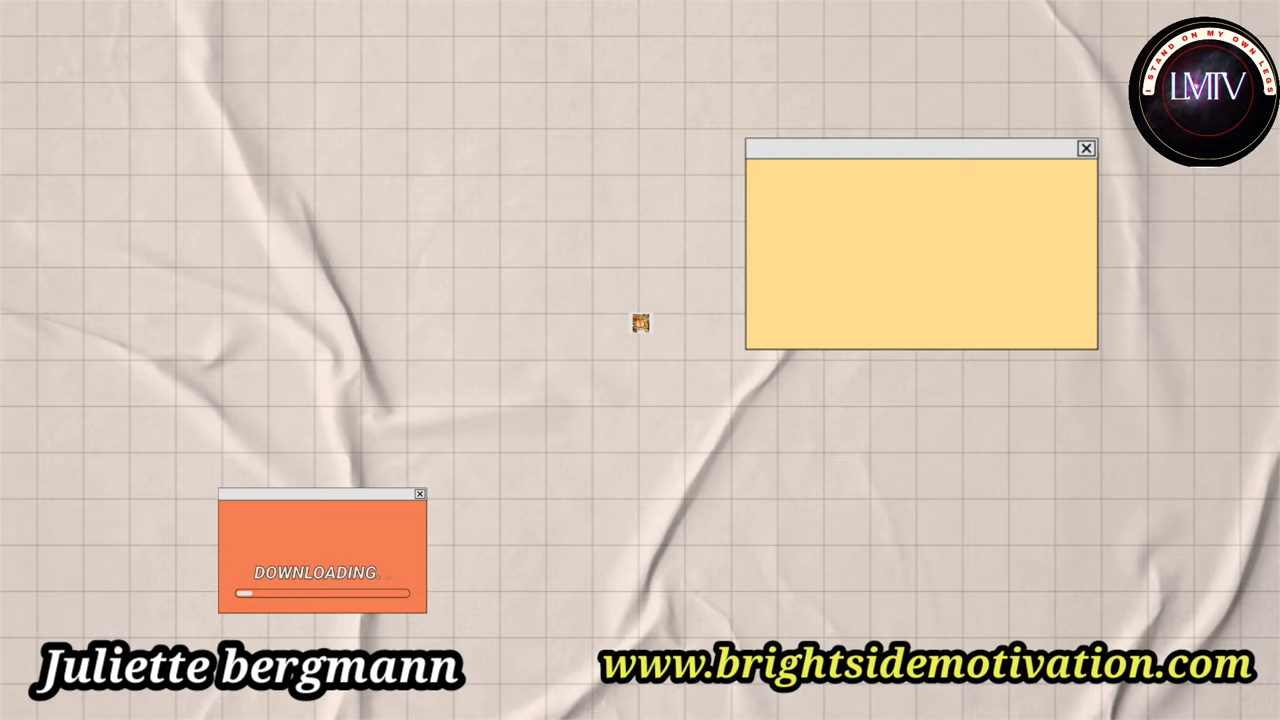 I STAND ON MY OWN LEGS
LMTV
DOWNLOADING. . .
Juliette bergmann
www.brightsidemotivation.com